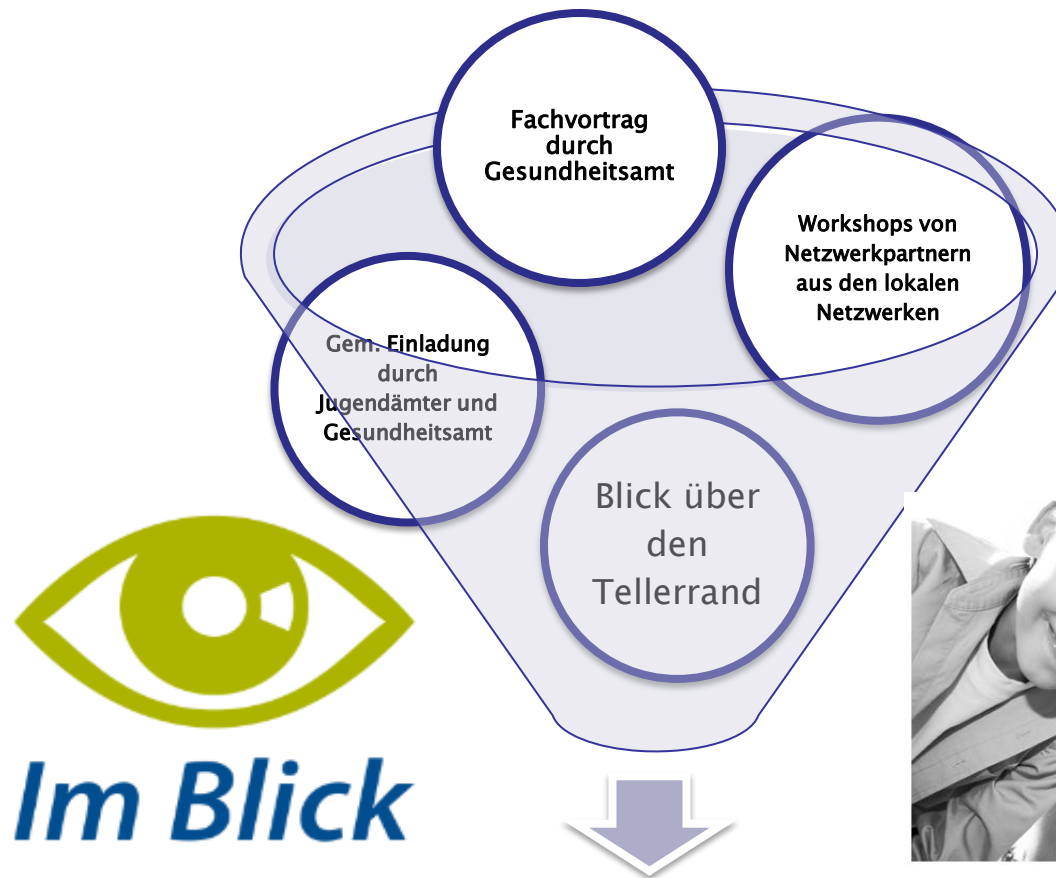 Fachvortrag
durch
Gesundheitsamt
Workshops von
Netzwerkpartnern
aus den lokalen
Netzwerken
Gem. Einladung
durch
Jugendämter und
Gesundheitsamt
Blick über
den
Tellerrand
Im Blick